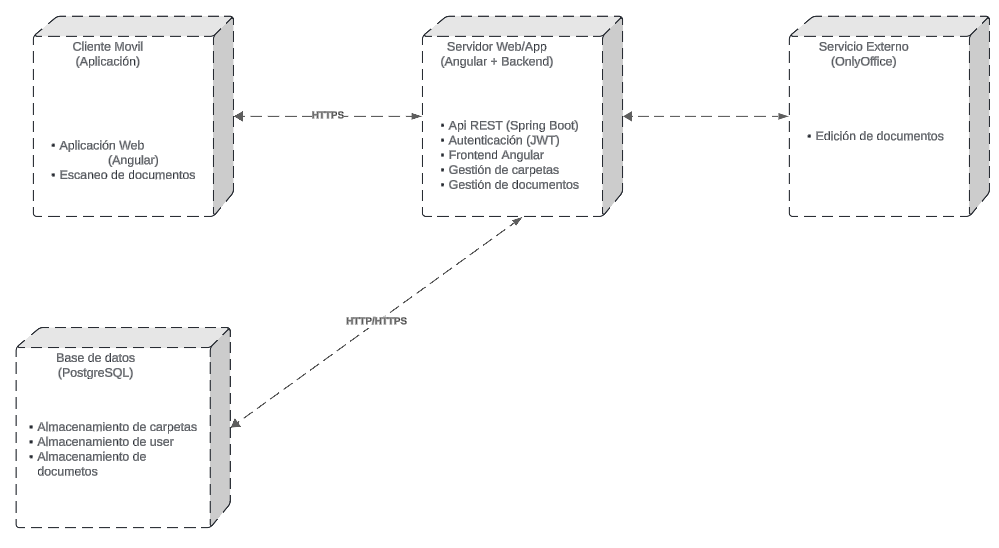 Cliente Movil
(Aplicación)
• Aplicación Web
(Angular)
• Escaneo de documentos
HTTPS
Servidor Web/App
(Angular + Backend)
• Api REST (Spring Boot)
• Autenticación (JWT)
• Frontend Angular
• Gestión de carpetas
• Gestión de documentos
Servicio Externo
(OnlyOffice)
• Edición de documentos
HTTP/HTTPS
Base de datos
(PostgreSQL)
• Almacenamiento de carpetas
• Almacenamiento de user
• Almacenamiento de
documetos